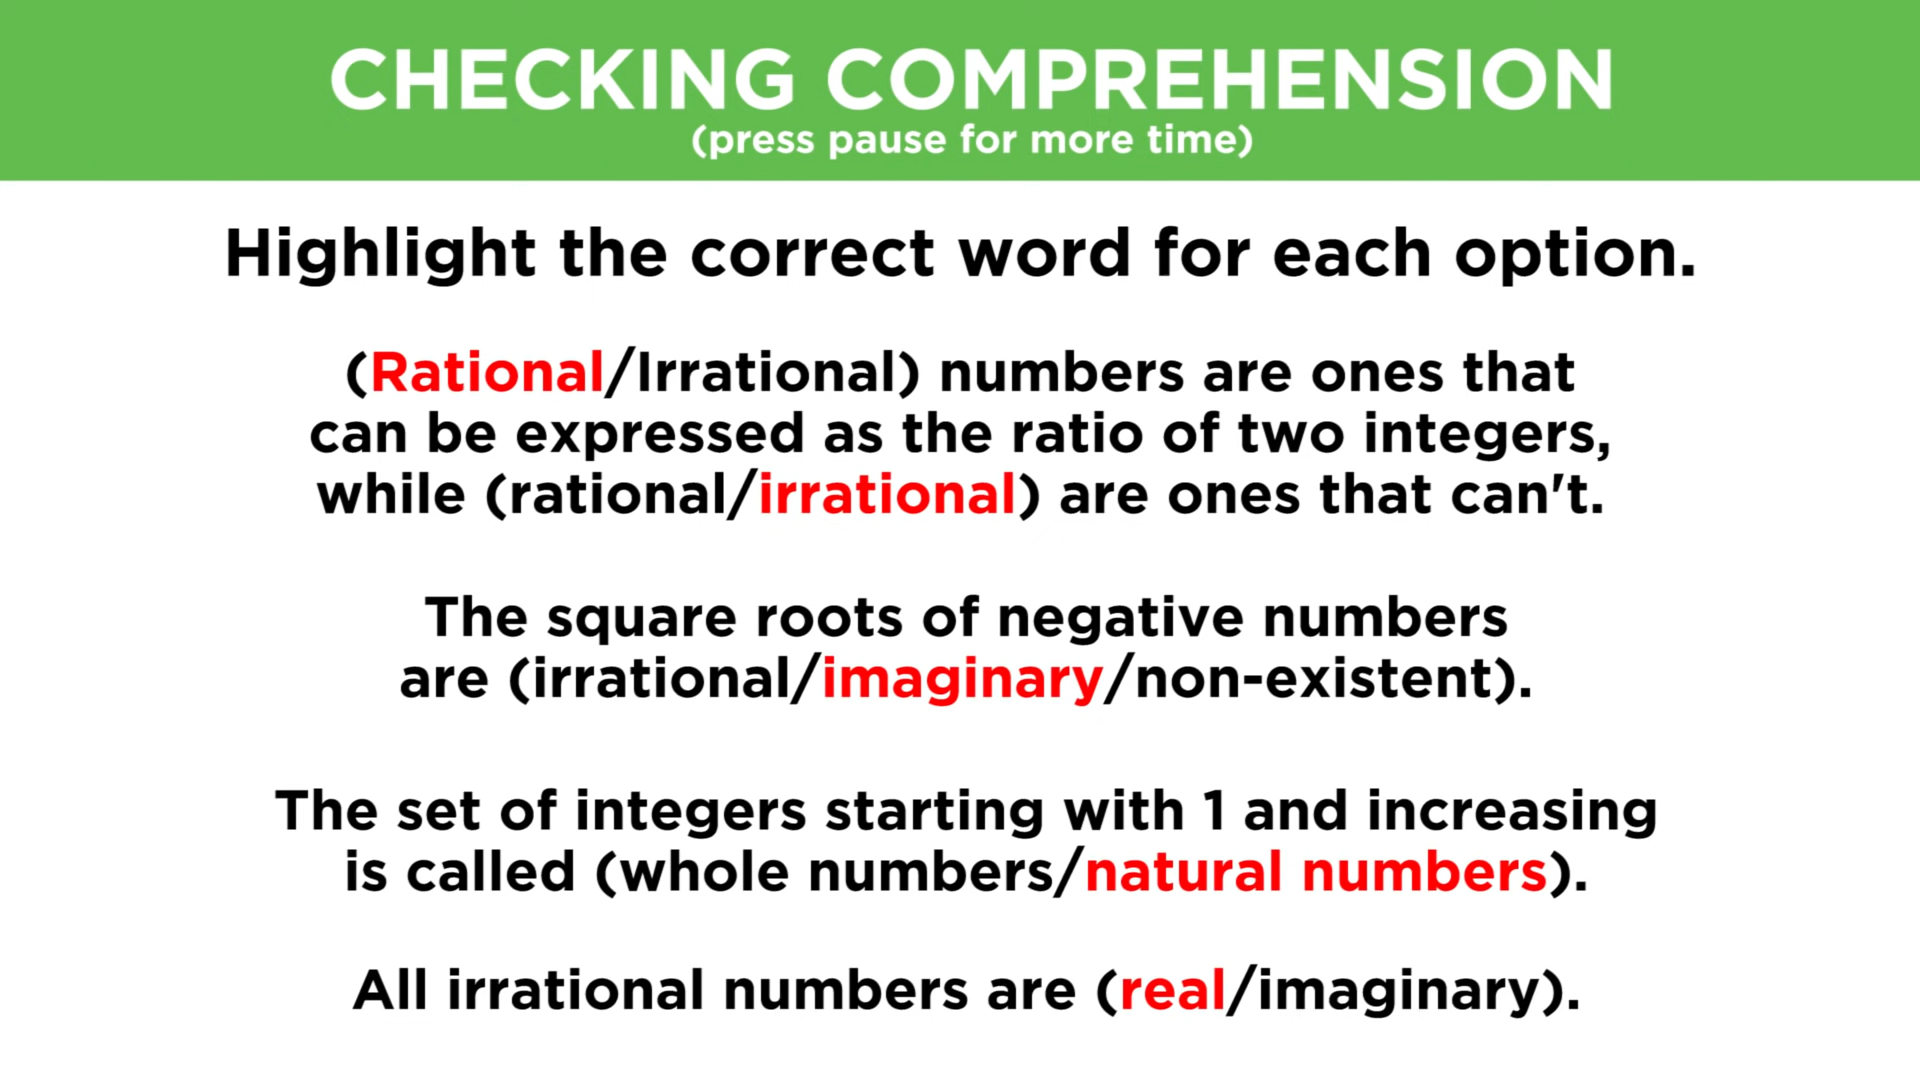 CHECKING COMPREHENSION
(press pause for more time)
Highlight the correct word for each option.
(Rational/Irrational) numbers are ones that
can be expressed as the ratio of two integers,
while (rational/irrational) are ones that can't.
The square roots of negative numbers
are (irrational/imaginary/non-existent).
The set of integers starting with 1 and increasing
is called (whole numbers/natural numbers).
All irrational numbers are (real/imaginary).